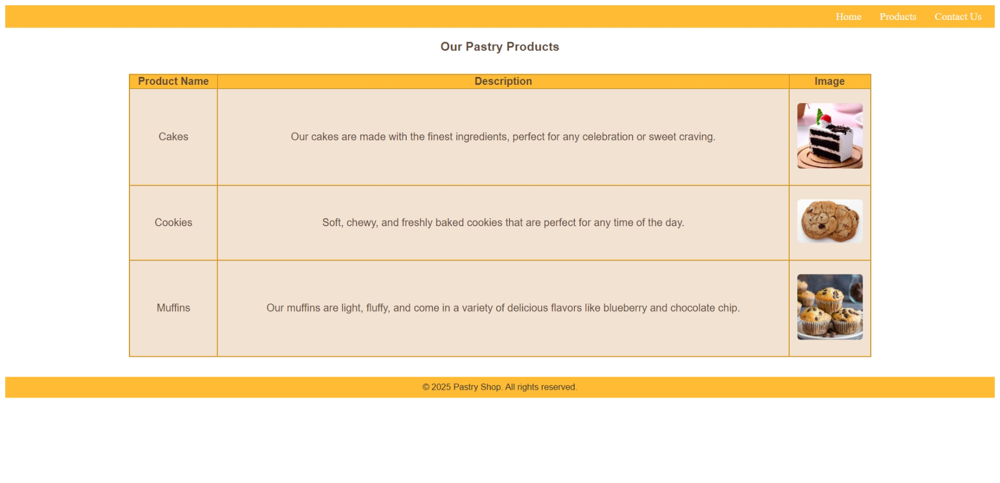 Home Products Contact Us
Our Pastry Products
Product Name Description Image
Cakes Our cakes are made with the finest ingredients, perfect for any celebration or sweet craving.
Cookies Soft, chewy, and freshly baked cookies that are perfect for any time of the day.
Muffins Our muffins are light, fluffy, and come in a variety of delicious flavors like blueberry and chocolate chip.
© 2025 Pastry Shop. All rights reserved.